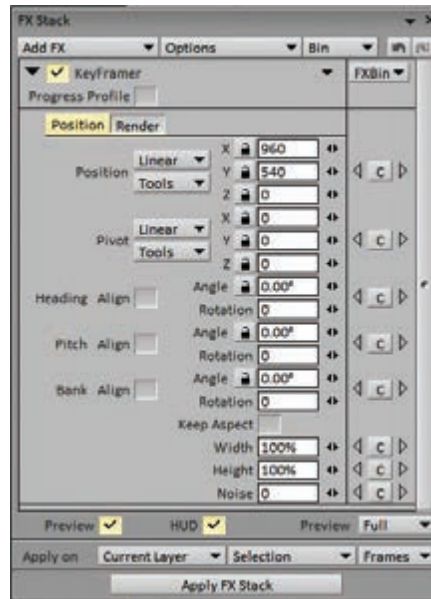 FX Stack
Add FX Options Bin
KeyFramer FXBin
Progress Profile
Position Render
X 960
Position Linear Y 540 C
Tools Z 0
X 0
Pivot Linear Y 0 C
Tools Z 0
Heading Align Angle 0.00° C
Rotation 0
Pitch Align Angle 0.00° C
Rotation 0
Bank Align Angle 0.00° C
Rotation 0
Keep Aspect
Width 100% C
Height 100% C
Noise 0 C
Preview HUD Preview Full
Apply on Current Layer Selection Frames
Apply FX Stack